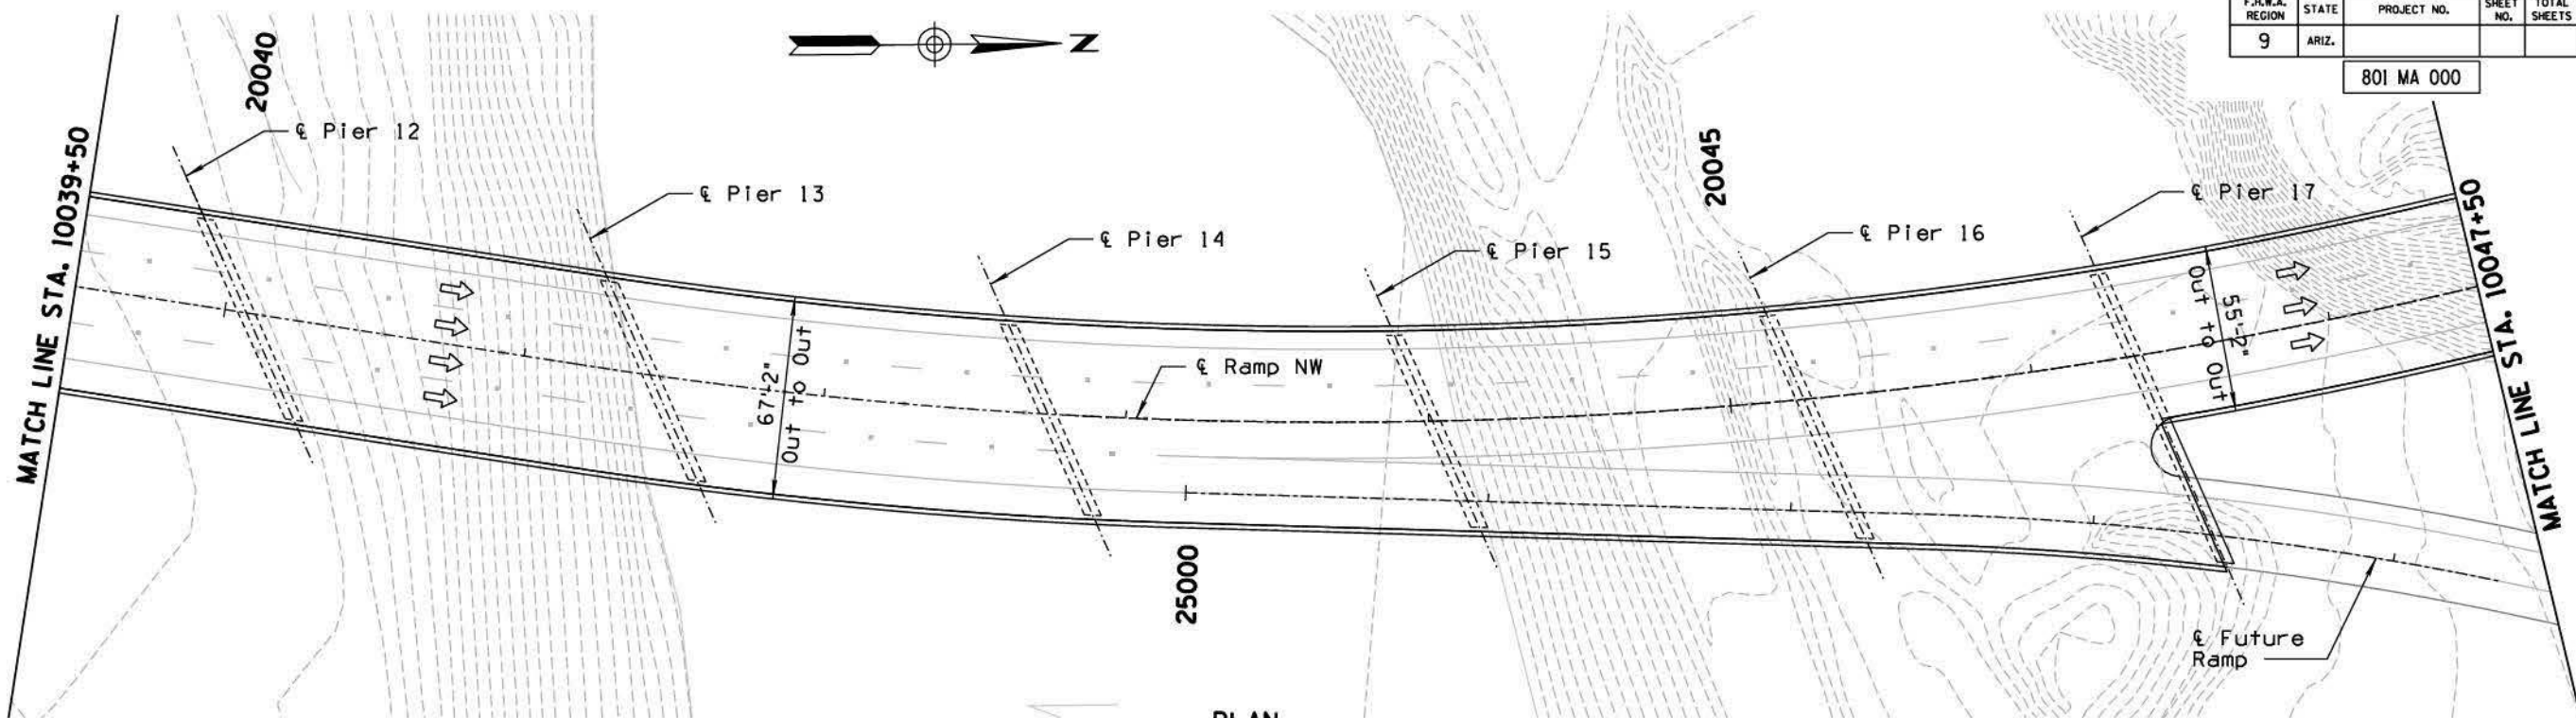 F.H.W.A. REGION
STATE
PROJECT NO.
SHEET NO.
TOTAL SHEETS
9
ARIZ.
801 MA 000
N
MATCH LINE STA. 10039+50
20040
℄ Pier 12
℄ Pier 13
℄ Pier 14
℄ Pier 15
20045
℄ Pier 16
℄ Pier 17
MATCH LINE STA. 10047+50
67'-2"
Out to Out
℄ Ramp NW
55'-2"
Out to Out
25000
℄ Future
Ramp
PLAN